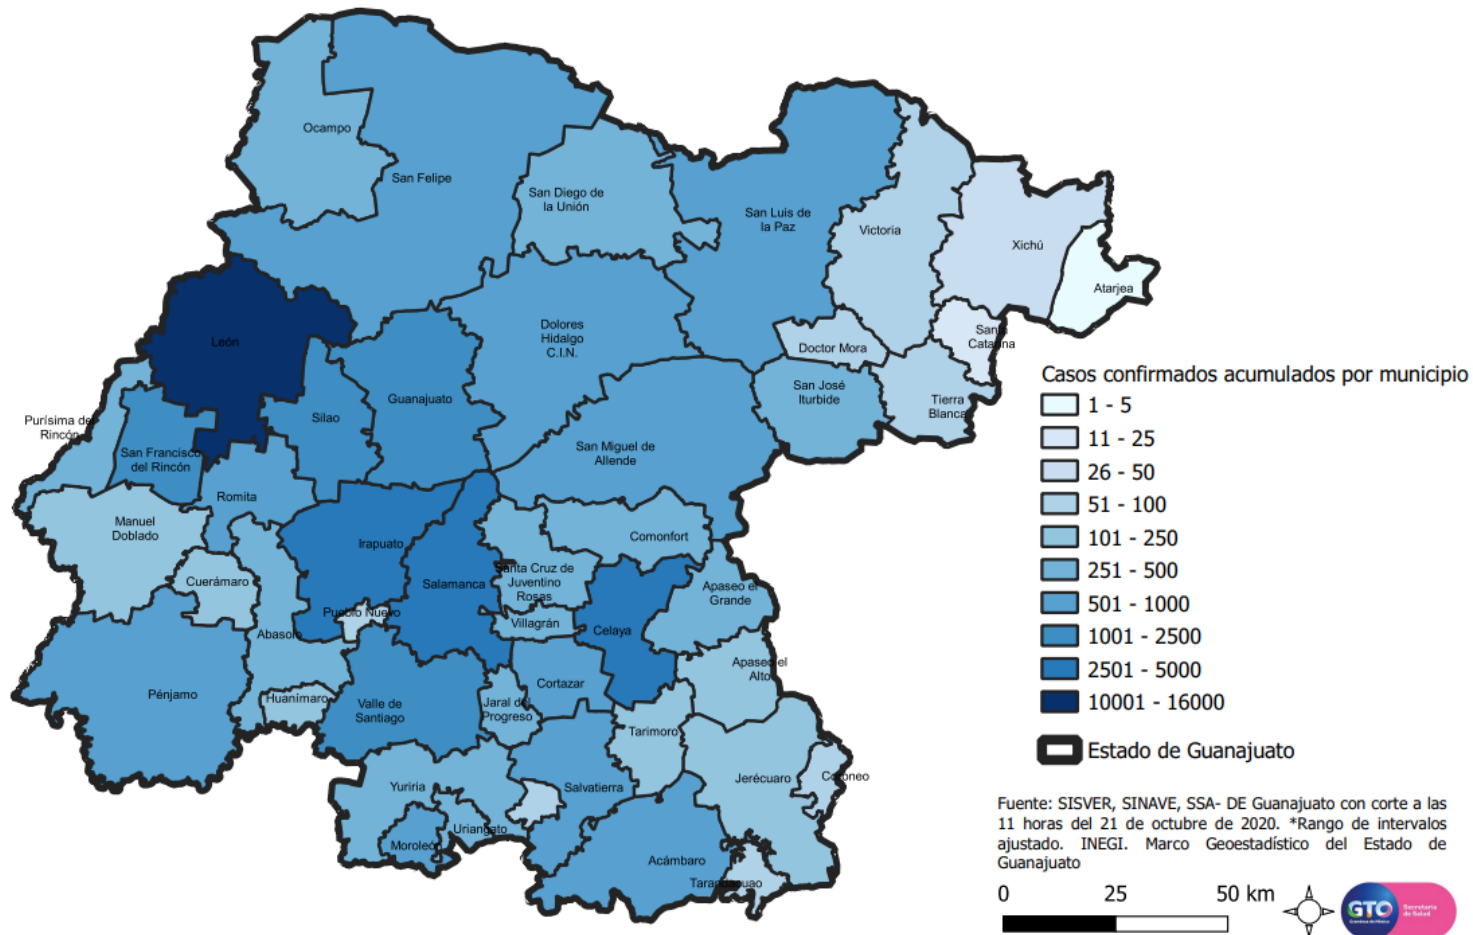 Ocampo
San Felipe
San Diego de
la Unión
San Luis de
la Paz
Victoria
Xichú
Atarjea
León
Dolores
Hidalgo
C.I.N.
Doctor Mora
Santa
Catarina
San José
Iturbide
Tierra
Blanca
Guanajuato
Silao
Purísima del
Rincón
San Francisco
del Rincón
San Miguel de
Allende
Romita
Manuel
Doblado
Irapuato
Comonfort
Cuerámaro
Salamanca
Santa Cruz de
Juventino
Rosas
Apaseo el
Grande
Pueblo Nuevo
Villagrán
Celaya
Abasolo
Apaseo el
Alto
Pénjamo
Huanímaro
Valle de
Santiago
Cortazar
Jaral del
Progreso
Tarimoro
Jerécuaro
Coroneo
Yuriria
Salvatierra
Uriangato
Moroleón
Acámbaro
Tarandacuao
Casos confirmados acumulados por municipio
1 - 5
11 - 25
26 - 50
51 - 100
101 - 250
251 - 500
501 - 1000
1001 - 2500
2501 - 5000
10001 - 16000
Estado de Guanajuato
Fuente: SISVER, SINAVE, SSA- DE Guanajuato con corte a las
11 horas del 21 de octubre de 2020. *Rango de intervalos
ajustado. INEGI. Marco Geoestadístico del Estado de
Guanajuato
0 25 50 km
GTO
Secretaría
de Salud